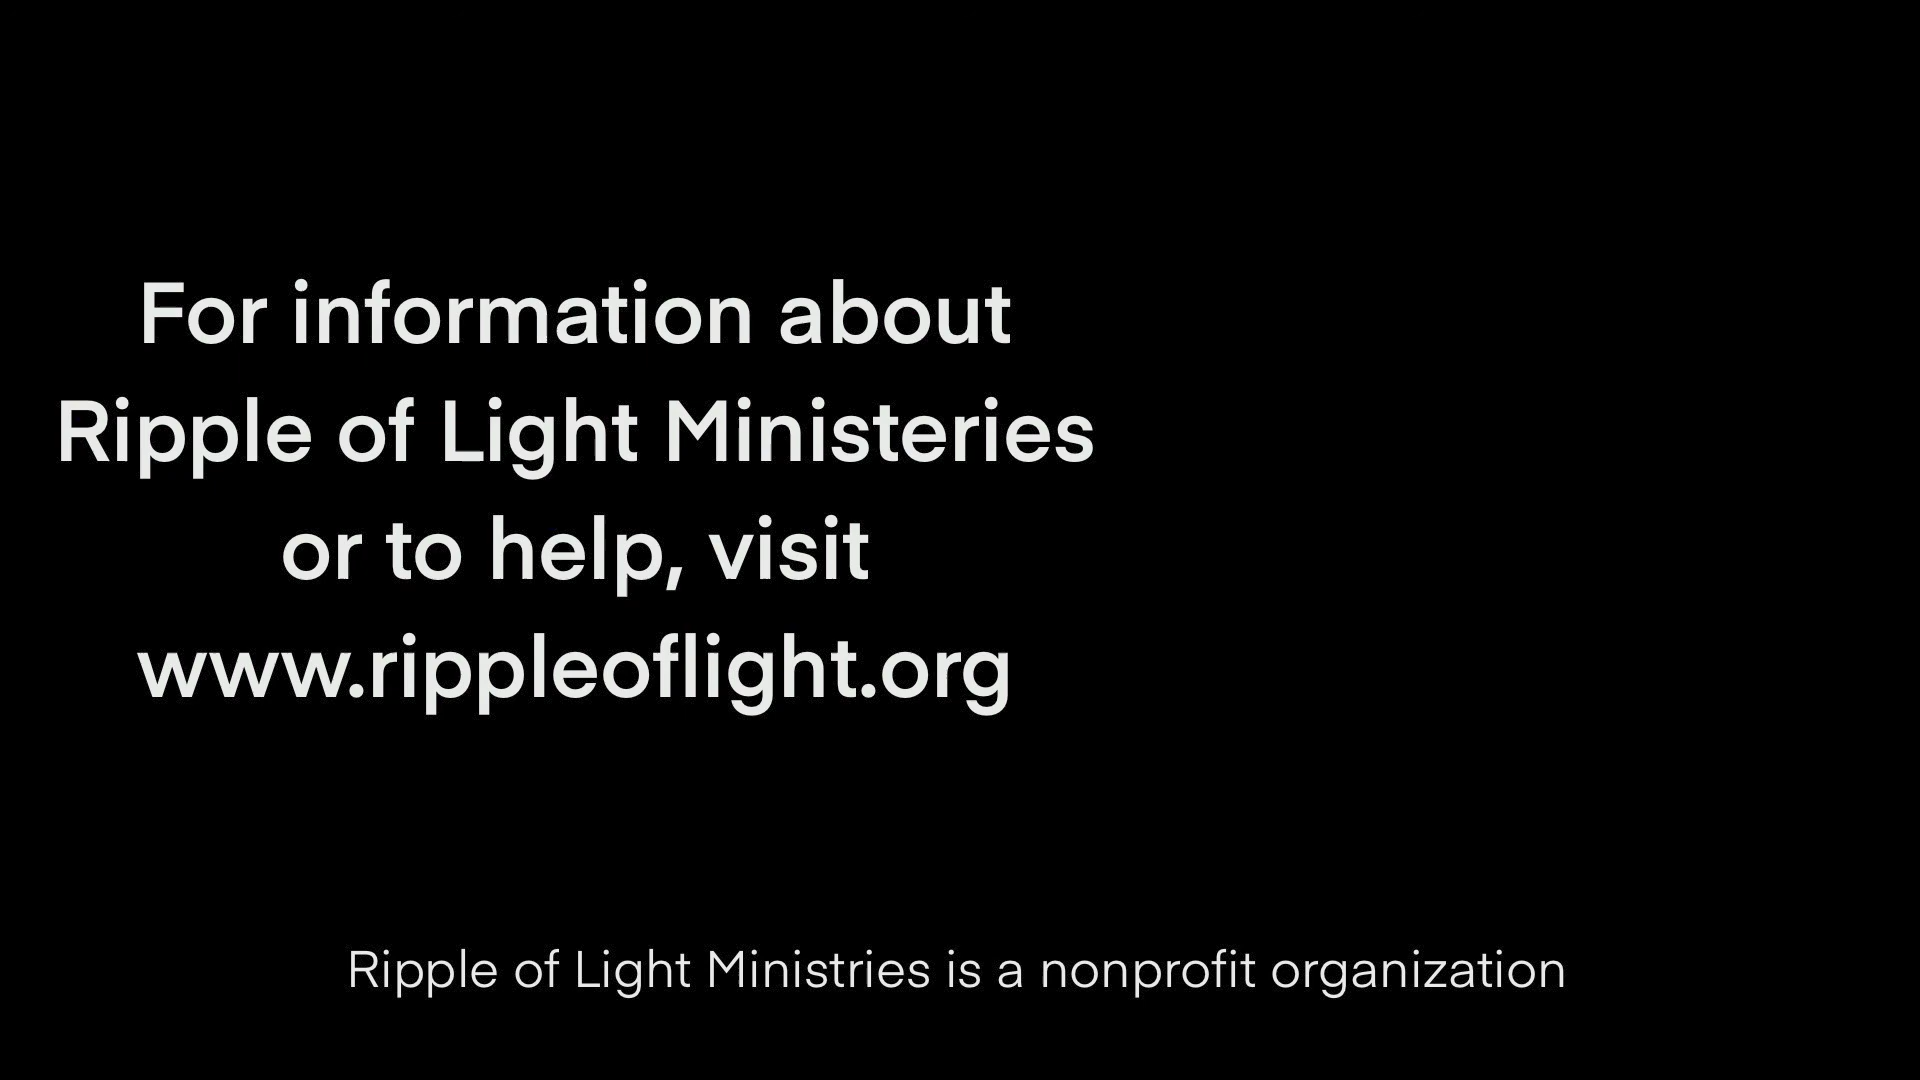 For information about
Ripple of Light Ministeries
or to help, visit
www.rippleoflight.org
Ripple of Light Ministries is a nonprofit organization